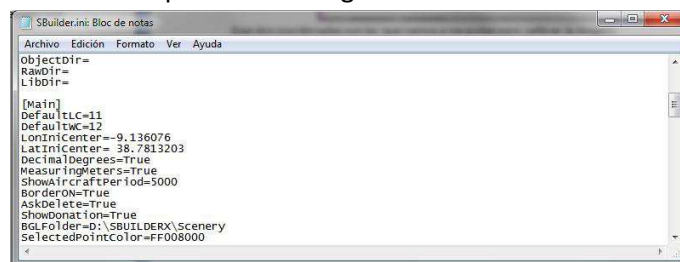 SBuilder.ini: Bloc de notas
Archivo Edición Formato Ver Ayuda
ObjectDir=
RawDir=
LibDir=
[Main]
DefaultLC=11
DefaultWC=12
LonIniCenter=-9.136076
LatIniCenter= 38.7813203
DecimalDegrees=True
MeasuringMeters=True
ShowAircraftPeriod=5000
BorderON=True
AskDelete=True
ShowDonation=True
BGLFolder=D:\SBUILDERX\Scenery
SelectedPointColor=FF008000